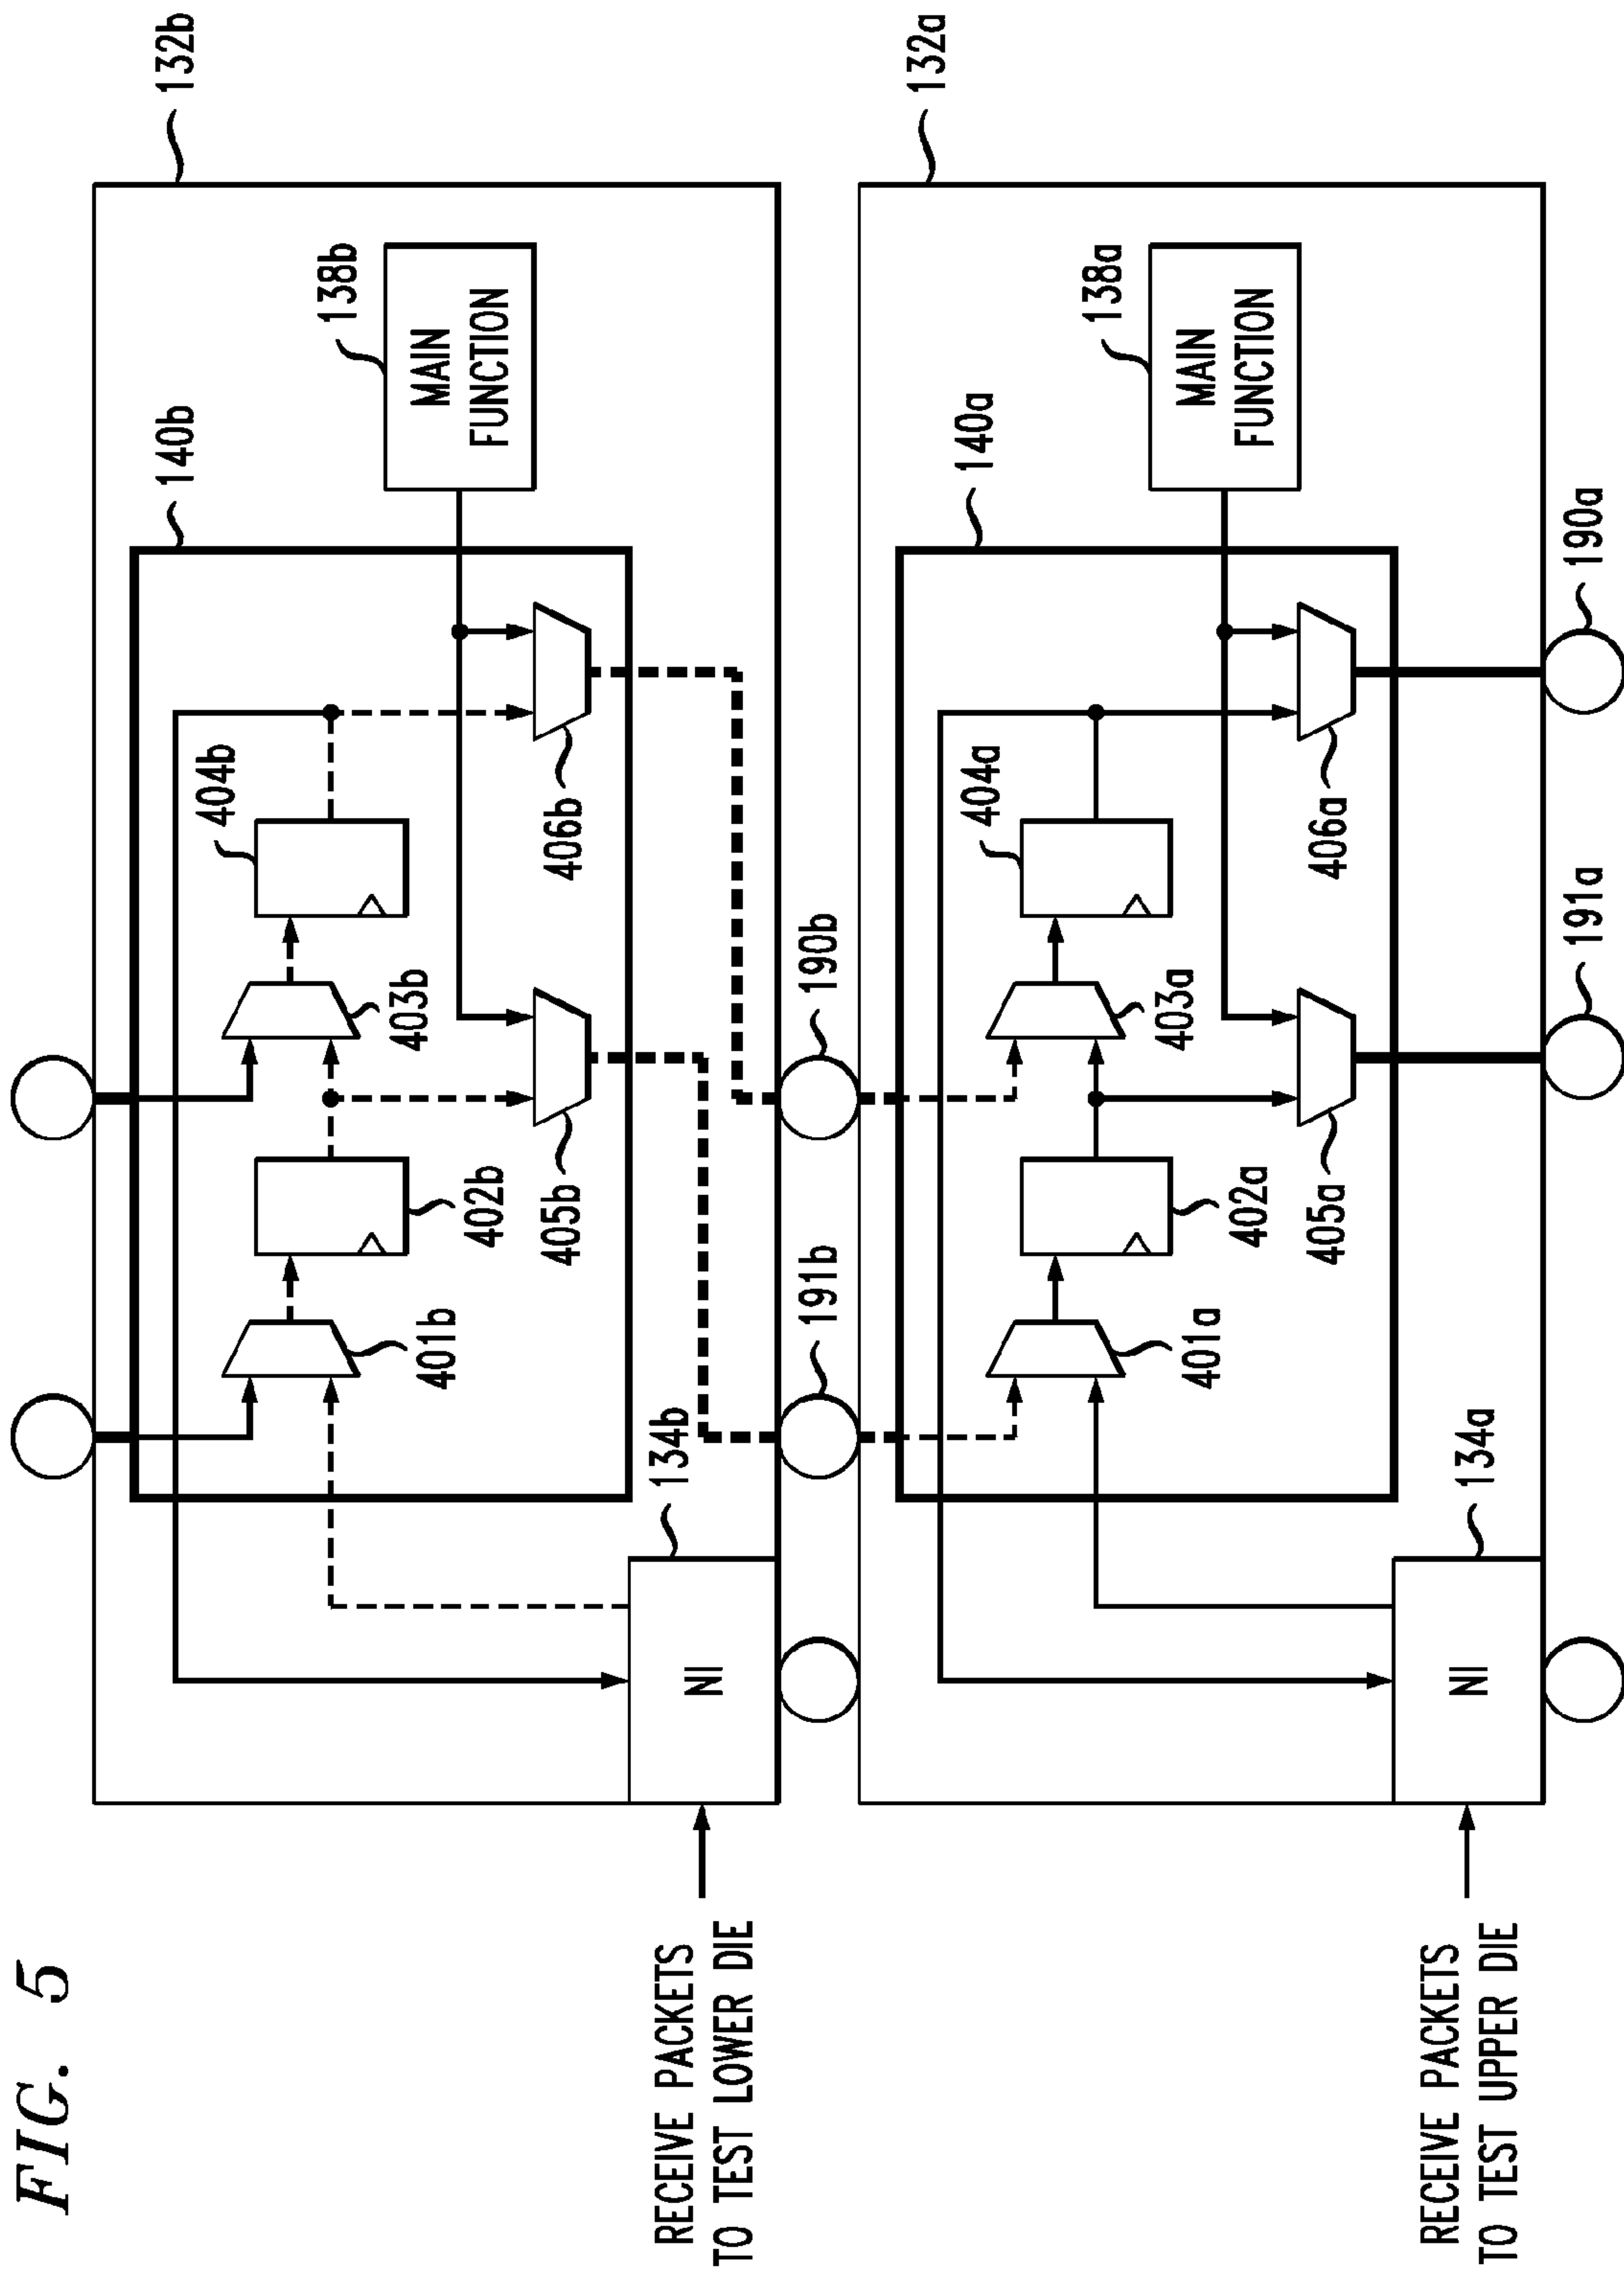 FIG. 5
132b
140b
138b
MAIN
FUNCTION
404b
403b
406b
402b
405b
401b
134b
NI
190b
191b
RECEIVE PACKETS
TO TEST LOWER DIE
132a
140a
138a
MAIN
FUNCTION
404a
403a
406a
402a
405a
401a
134a
NI
190a
191a
RECEIVE PACKETS
TO TEST UPPER DIE